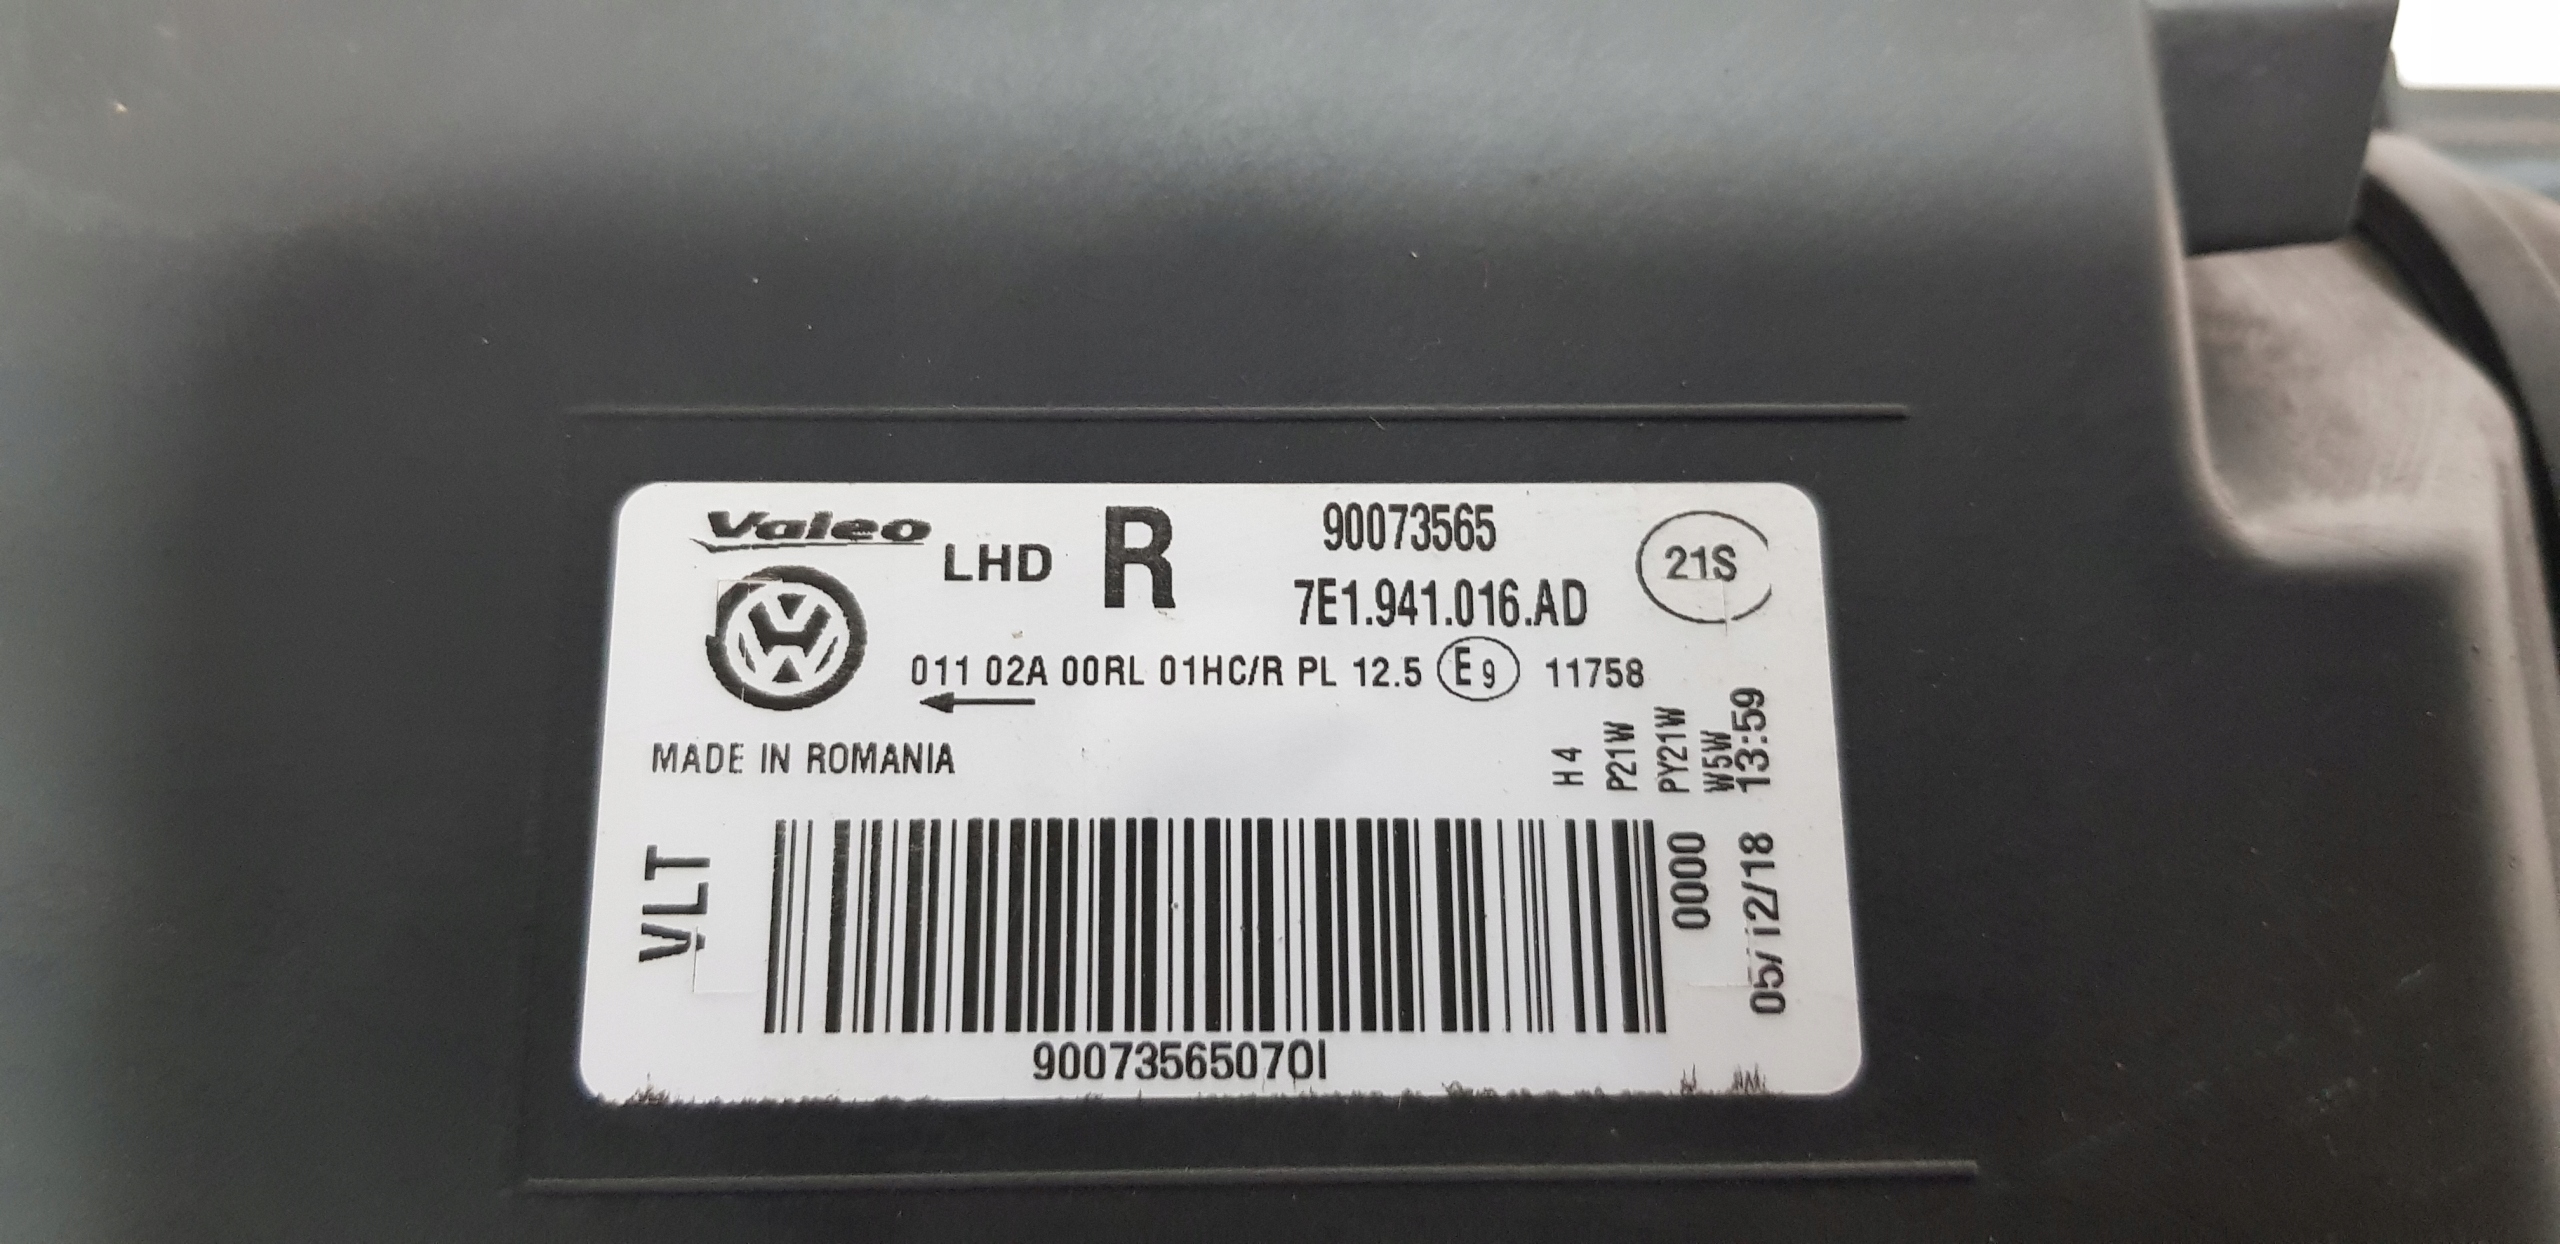 Valeo
LHD
R
90073565
7E1.941.016.AD
21S
011 02A 00RL 01HC/R PL 12.5 E9 11758
MADE IN ROMANIA
H4
P21W
PY21W
W5W
13:59
VLT
0000
05/12/18
9007356507OI